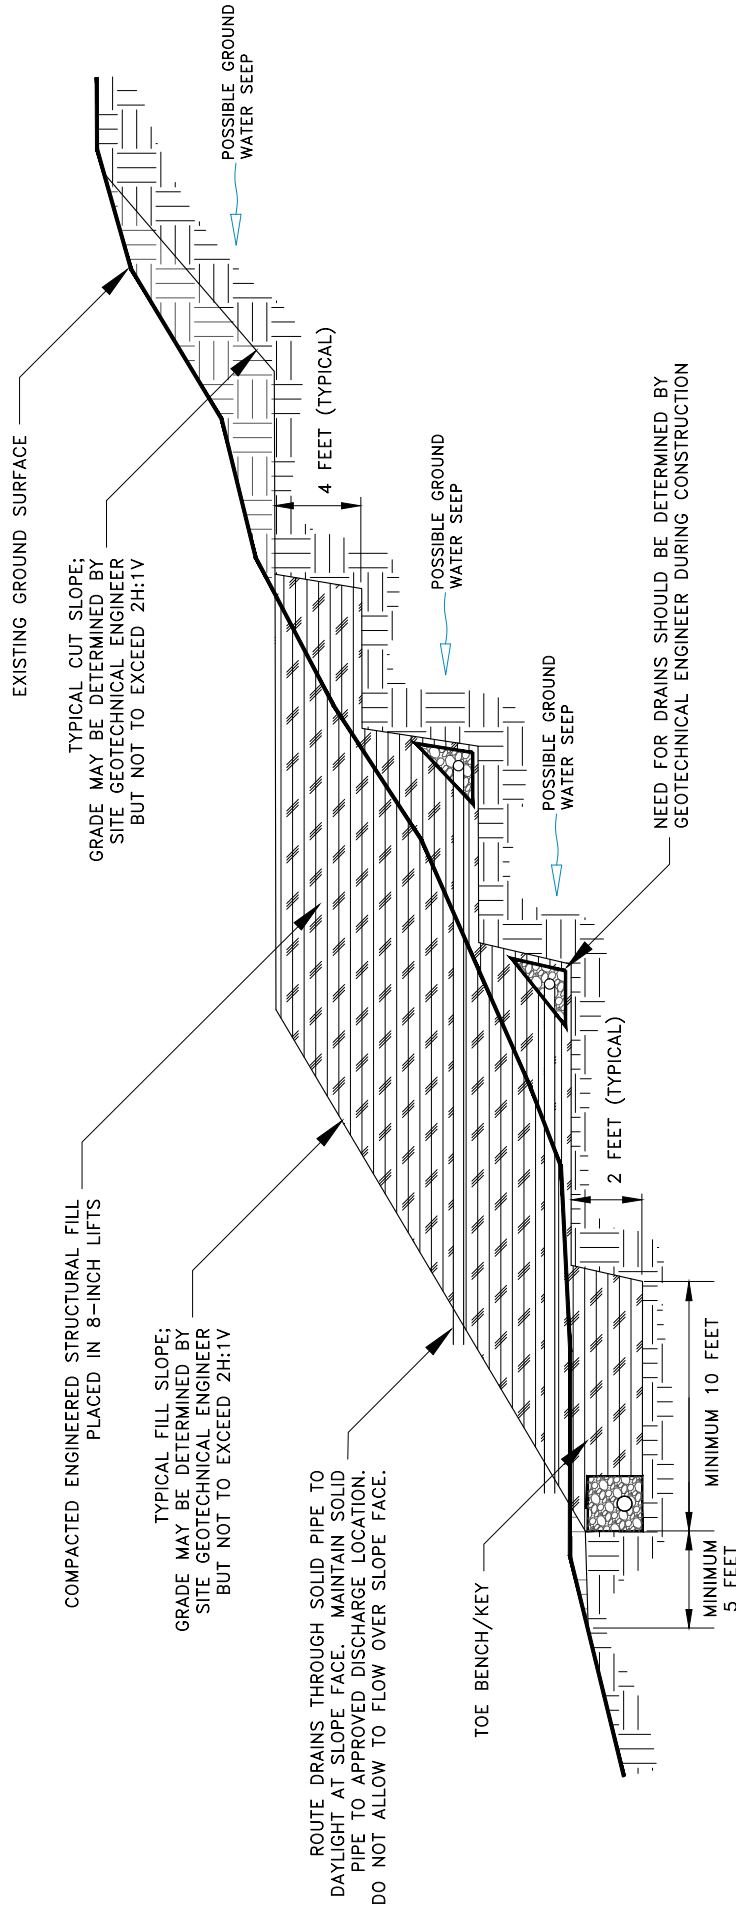 EXISTING GROUND SURFACE
TYPICAL CUT SLOPE;
GRADE MAY BE DETERMINED BY
SITE GEOTECHNICAL ENGINEER
BUT NOT TO EXCEED 2H:1V
COMPACTED ENGINEERED STRUCTURAL FILL
PLACED IN 8-INCH LIFTS
TYPICAL FILL SLOPE;
GRADE MAY BE DETERMINED BY
SITE GEOTECHNICAL ENGINEER
BUT NOT TO EXCEED 2H:1V
ROUTE DRAINS THROUGH SOLID PIPE TO
DAYLIGHT AT SLOPE FACE. MAINTAIN SOLID
PIPE TO APPROVED DISCHARGE LOCATION.
DO NOT ALLOW TO FLOW OVER SLOPE FACE.
TOE BENCH/KEY
MINIMUM
5 FEET
MINIMUM 10 FEET
2 FEET (TYPICAL)
4 FEET (TYPICAL)
POSSIBLE GROUND
WATER SEEP
POSSIBLE GROUND
WATER SEEP
POSSIBLE GROUND
WATER SEEP
NEED FOR DRAINS SHOULD BE DETERMINED BY
GEOTECHNICAL ENGINEER DURING CONSTRUCTION